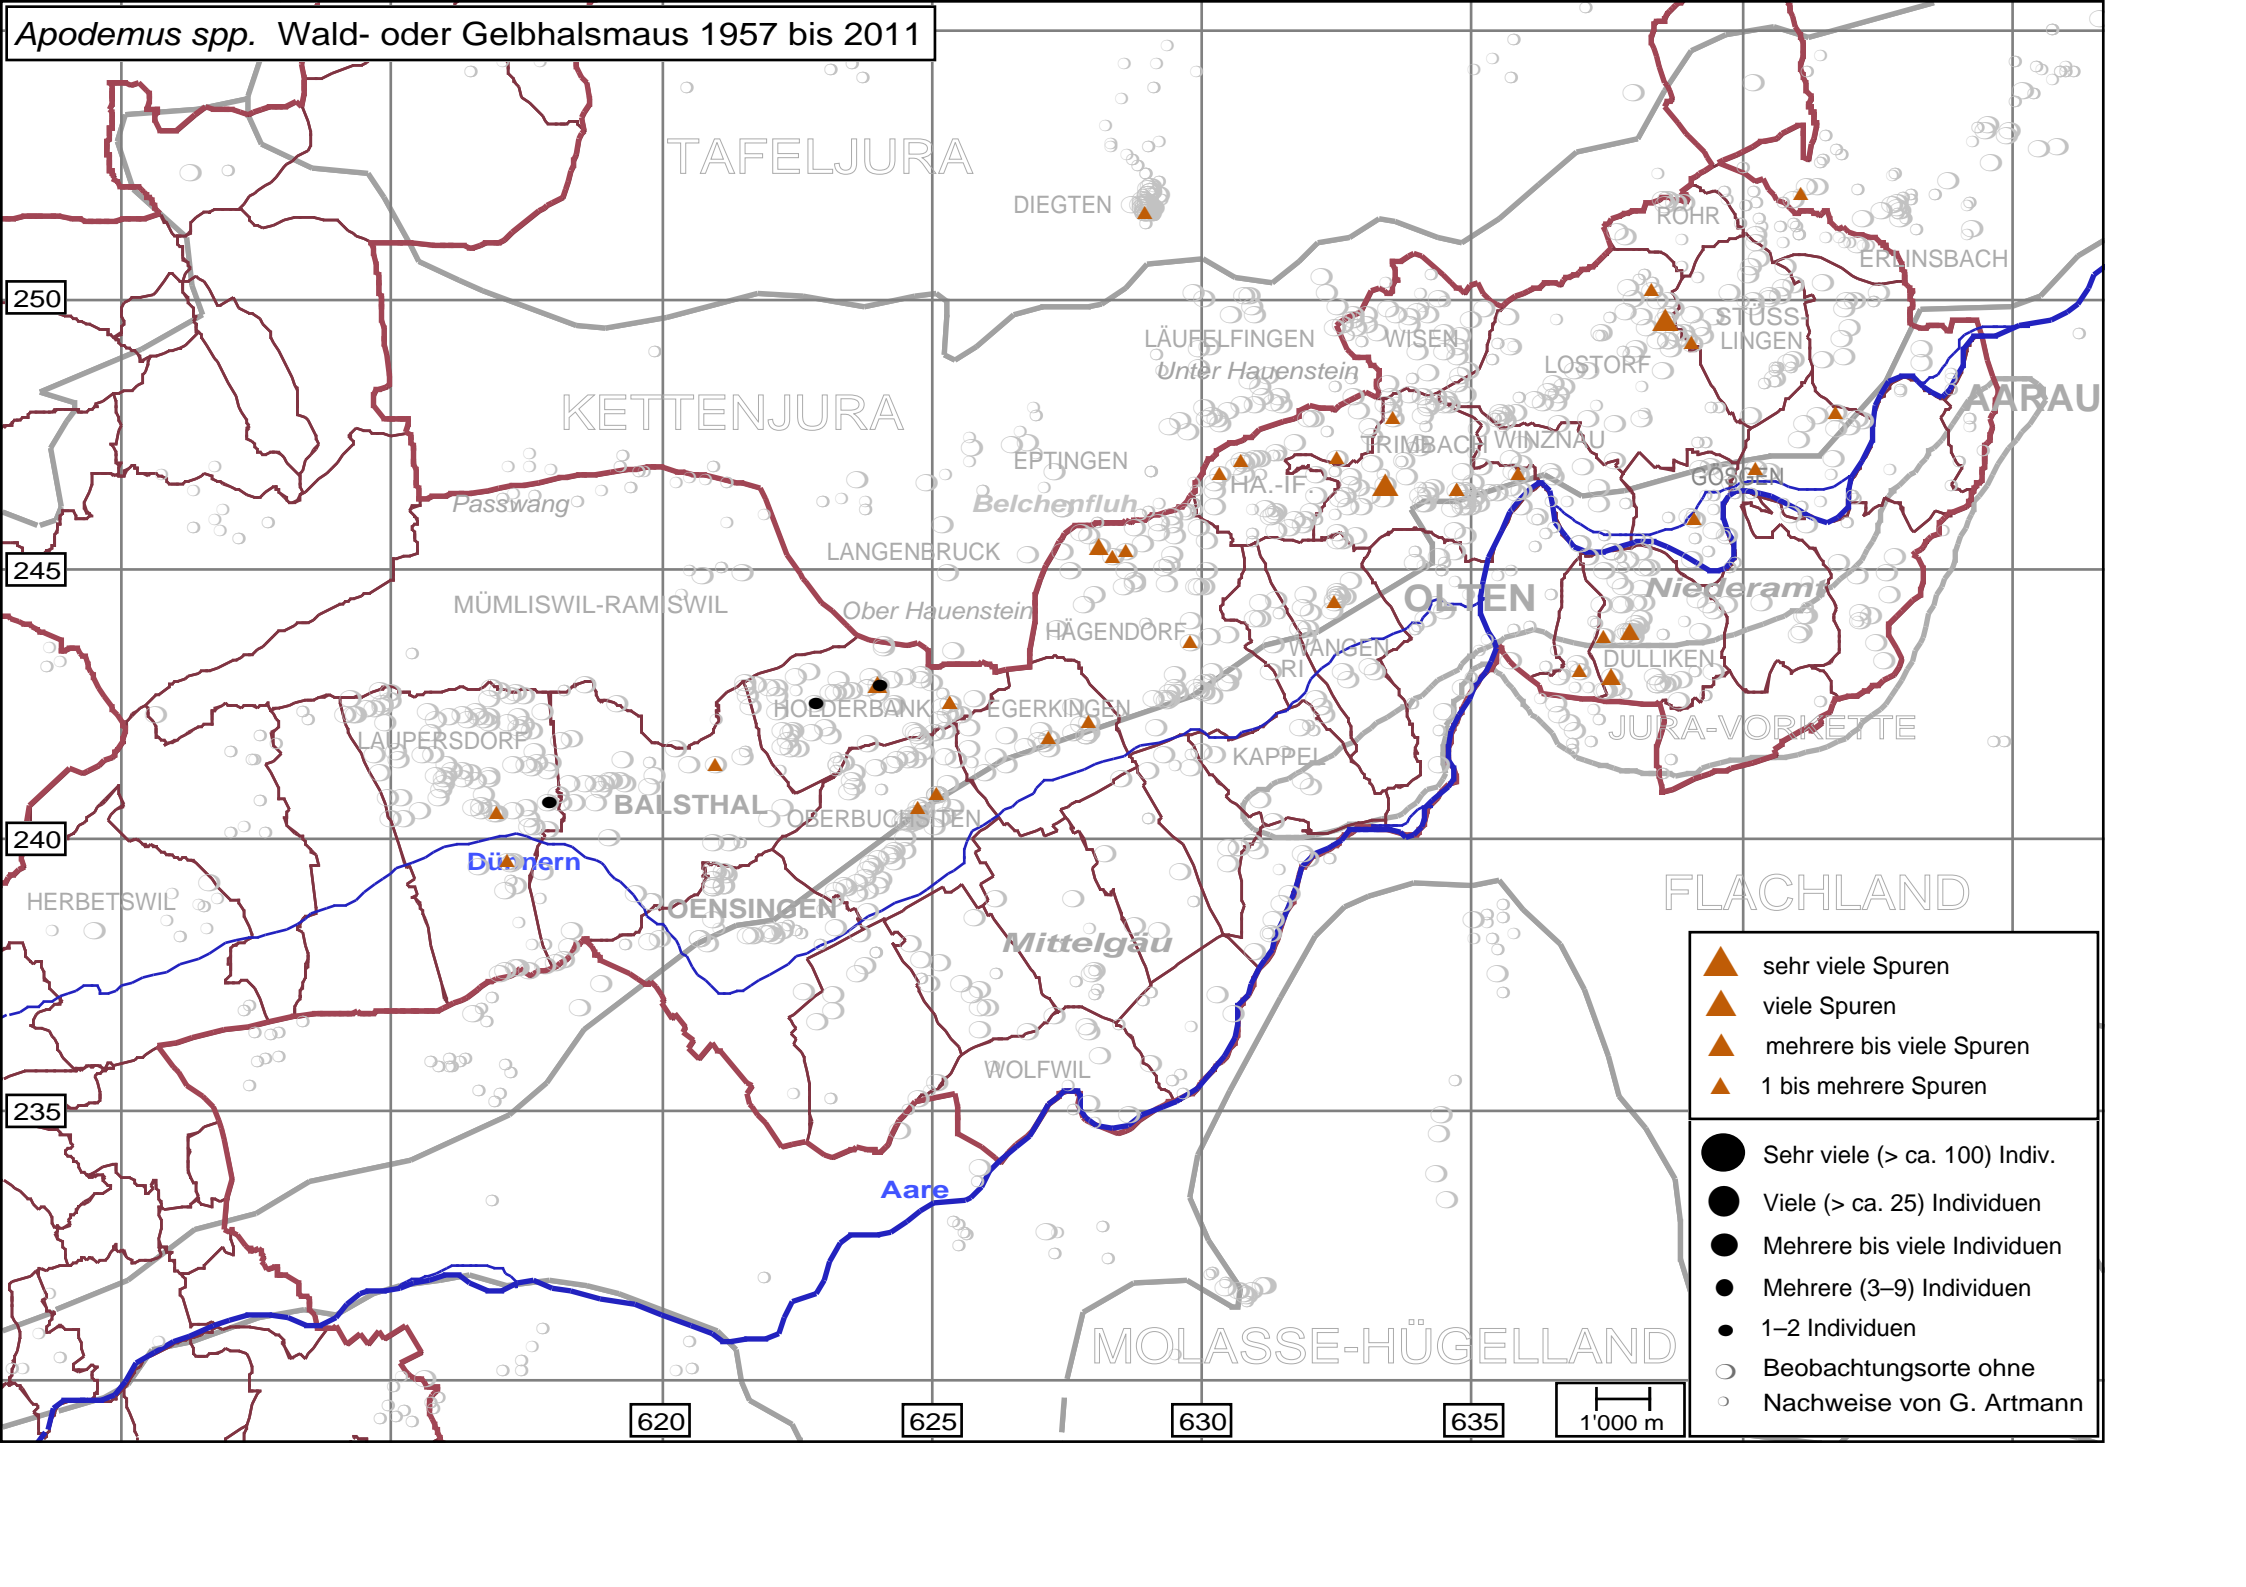 Apodemus spp. Wald- oder Gelbhalsmaus 1957 bis 2011
TAFELJURA
DIEGTEN
ROHR
ERLINSBACH
250
LÄUFELFINGEN
WISEN
STÜSS-
LINGEN
Unter Hauenstein
LOSTORF
AARAU
KETTENJURA
TRIMBACH
WINZNAU
EPTINGEN
GÖSGEN
HA.-IF.
Passwang
Belchenfluh
LANGENBRUCK
245
Niederamt
OLTEN
MÜMLISWIL-RAMISWIL
Ober Hauenstein
HÄGENDORF
WANGEN
RI
DULLIKEN
HOLDERBANK
EGERKINGEN
JURA-VORKETTE
LAUPERSDORF
KAPPEL
BALSTHAL
OBERBUCHSITEN
240
Dünnern
HERBETSWIL
OENSINGEN
FLACHLAND
Mittelgäu
WOLFWIL
235
Aare
MOLASSE-HÜGELLAND
620
625
630
635
1'000 m
sehr viele Spuren
viele Spuren
mehrere bis viele Spuren
1 bis mehrere Spuren
Sehr viele (> ca. 100) Indiv.
Viele (> ca. 25) Individuen
Mehrere bis viele Individuen
Mehrere (3–9) Individuen
1–2 Individuen
Beobachtungsorte ohne
Nachweise von G. Artmann